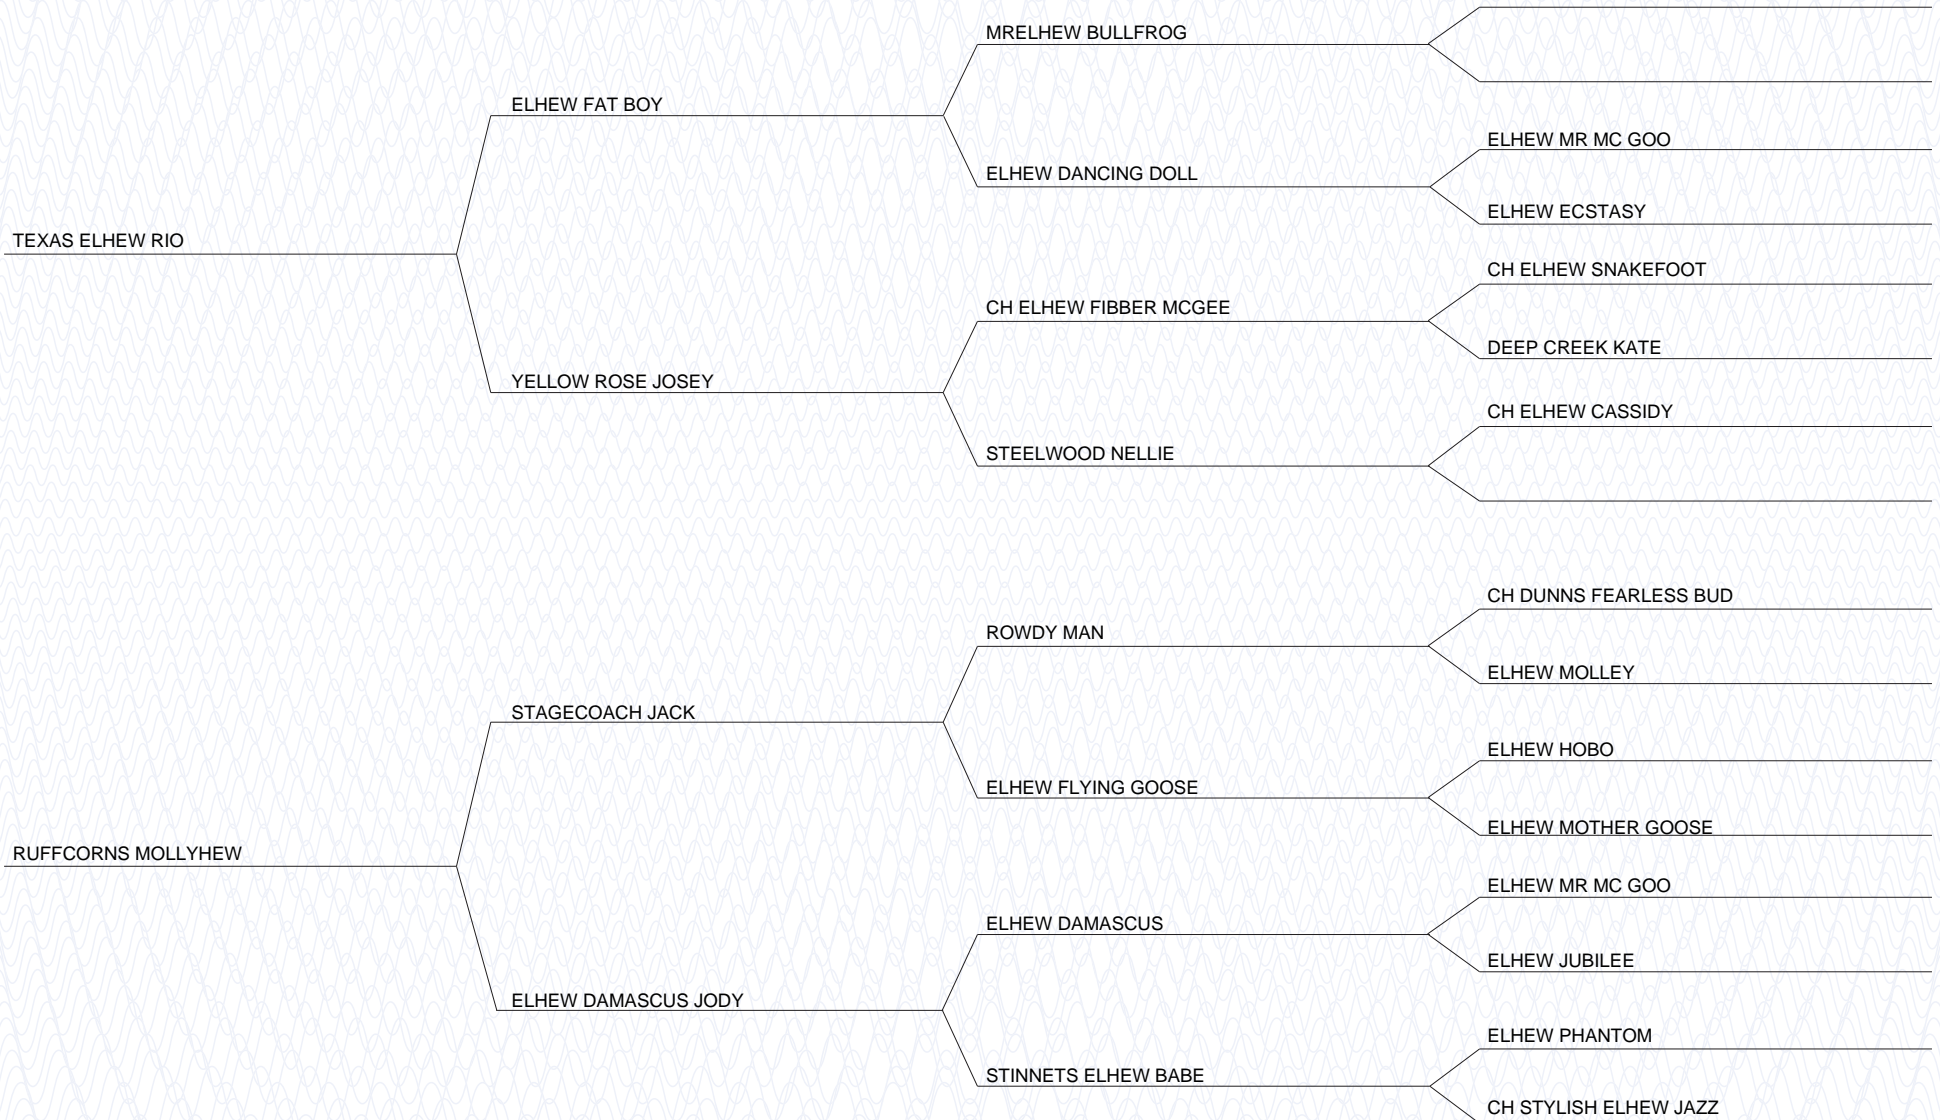 MRELHEW BULLFROG
ELHEW FAT BOY
ELHEW MR MC GOO
ELHEW DANCING DOLL
ELHEW ECSTASY
TEXAS ELHEW RIO
CH ELHEW SNAKEFOOT
CH ELHEW FIBBER MCGEE
DEEP CREEK KATE
YELLOW ROSE JOSEY
CH ELHEW CASSIDY
STEELWOOD NELLIE
CH DUNNS FEARLESS BUD
ROWDY MAN
ELHEW MOLLEY
STAGECOACH JACK
ELHEW HOBO
ELHEW FLYING GOOSE
ELHEW MOTHER GOOSE
RUFFCORNS MOLLYHEW
ELHEW MR MC GOO
ELHEW DAMASCUS
ELHEW JUBILEE
ELHEW DAMASCUS JODY
ELHEW PHANTOM
STINNETS ELHEW BABE
CH STYLISH ELHEW JAZZ